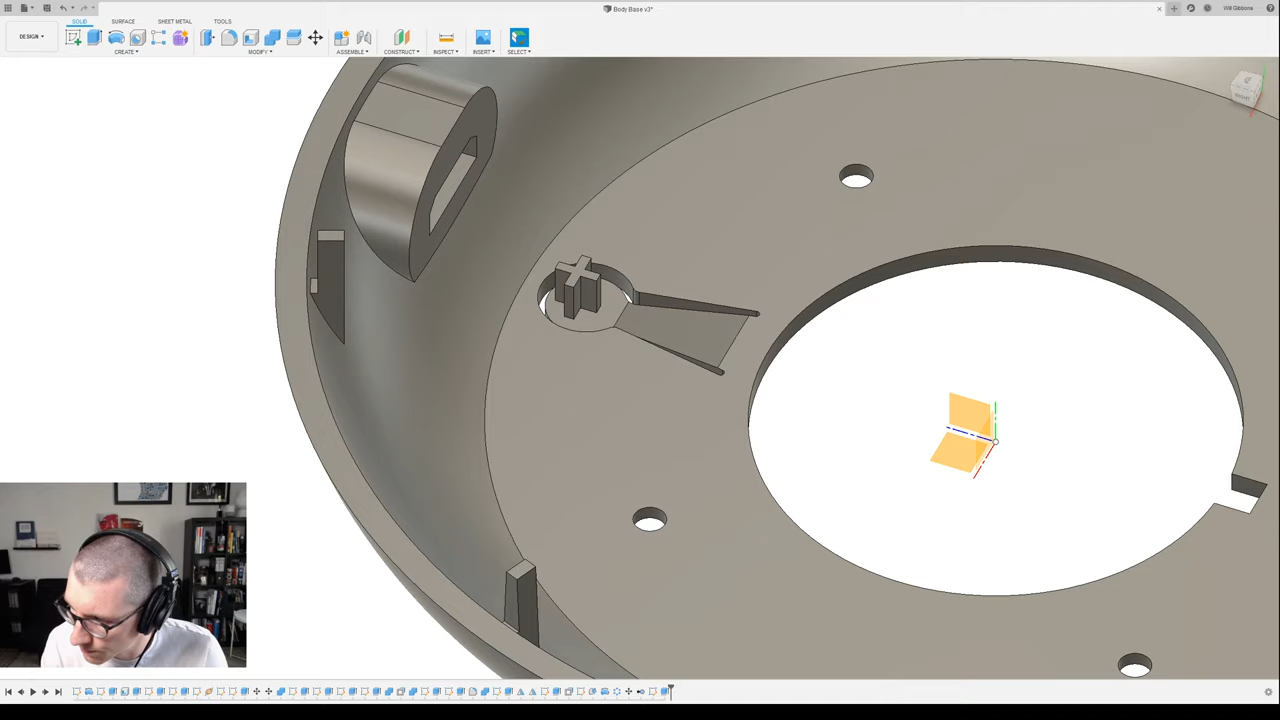 Body Base v3*
Will Gibbons
DESIGN
SOLID SURFACE SHEET METAL TOOLS
CREATE MODIFY ASSEMBLE CONSTRUCT INSPECT INSERT SELECT